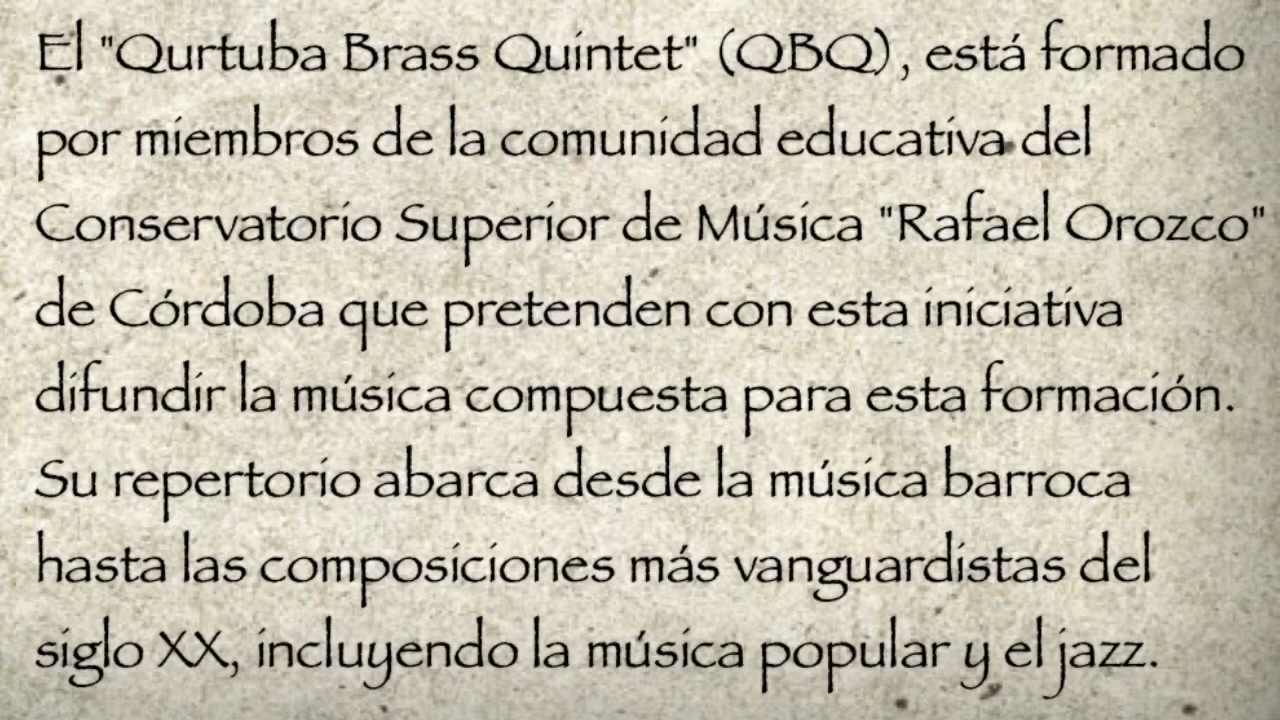 El "Qurtuba Brass Quintet" (QBQ), está formado
por miembros de la comunidad educativa del
Conservatorio Superior de Música "Rafael Orozco"
de Córdoba que pretenden con esta iniciativa
difundir la música compuesta para esta formación.
Su repertorio abarca desde la música barroca
hasta las composiciones más vanguardistas del
siglo XX, incluyendo la música popular y el jazz.